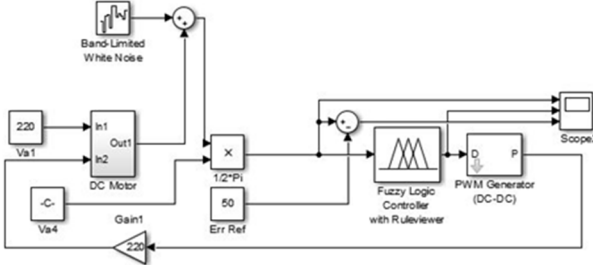 Band-Limited
White Noise
220
Va1
In1
In2
Out1
DC Motor
-C-
Va4
Gain1
220
×
1/2*Pi
50
Err Ref
Fuzzy Logic
Controller
with Ruleviewer
D
P
PWM Generator
(DC-DC)
Scope